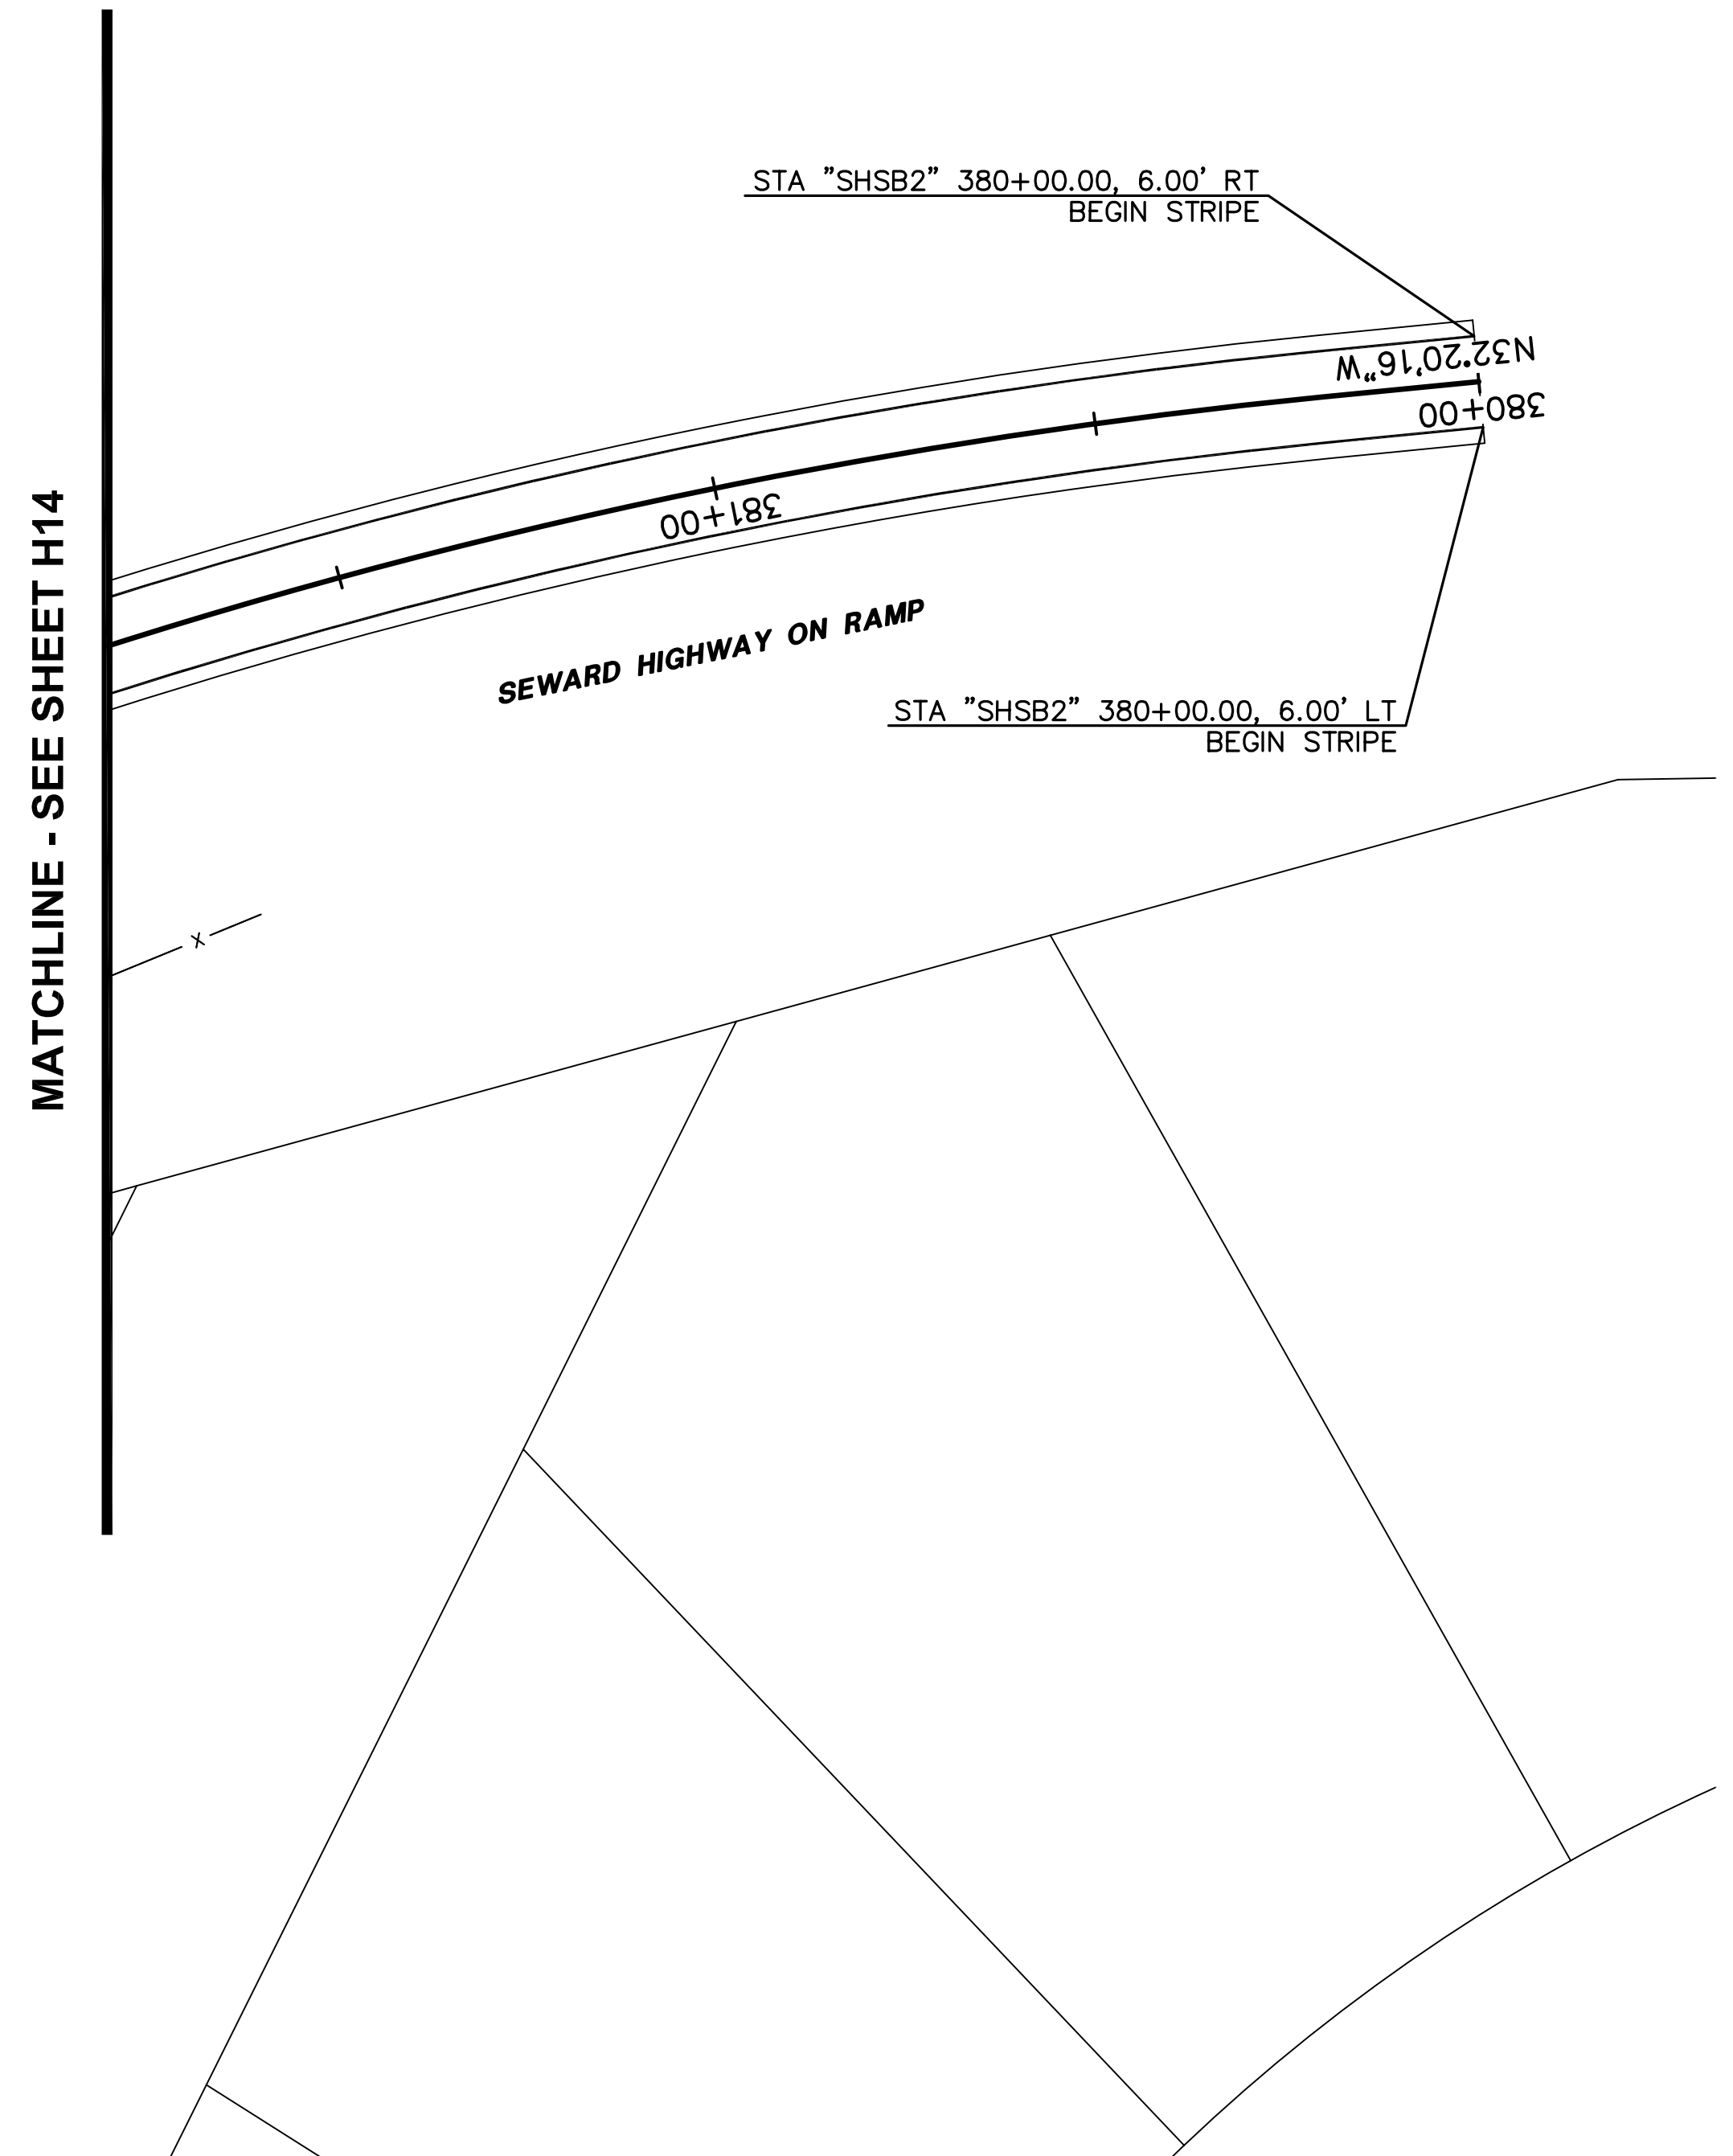 STA "SHSB2" 380+00.00, 6.00' RT
BEGIN STRIPE
N32°20'16"W
380+00
381+00
SEWARD HIGHWAY ON RAMP
STA "SHSB2" 380+00.00, 6.00' LT
BEGIN STRIPE
MATCHLINE - SEE SHEET H14
X